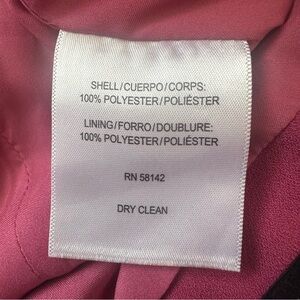 SHELL/CUERPO/CORPS:
100% POLYESTER/POLIÉSTER
LINING/FORRO/DOUBLURE:
100% POLYESTER/POLIÉSTER
RN 58142
DRY CLEAN